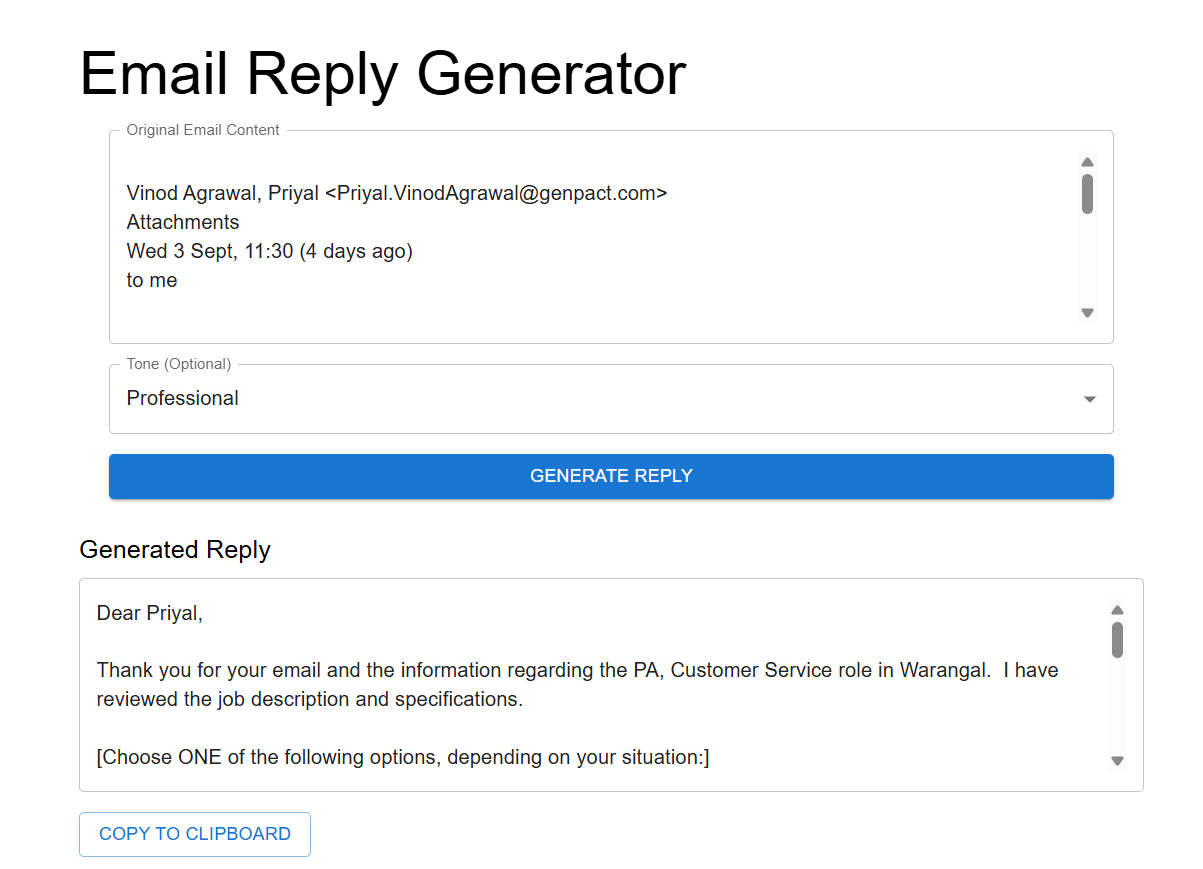 Email Reply Generator
Original Email Content
Vinod Agrawal, Priyal <Priyal.VinodAgrawal@genpact.com>
Attachments
Wed 3 Sept, 11:30 (4 days ago)
to me
Tone (Optional)
Professional
GENERATE REPLY
Generated Reply
Dear Priyal,
Thank you for your email and the information regarding the PA, Customer Service role in Warangal.  I have
reviewed the job description and specifications.
[Choose ONE of the following options, depending on your situation:]
COPY TO CLIPBOARD